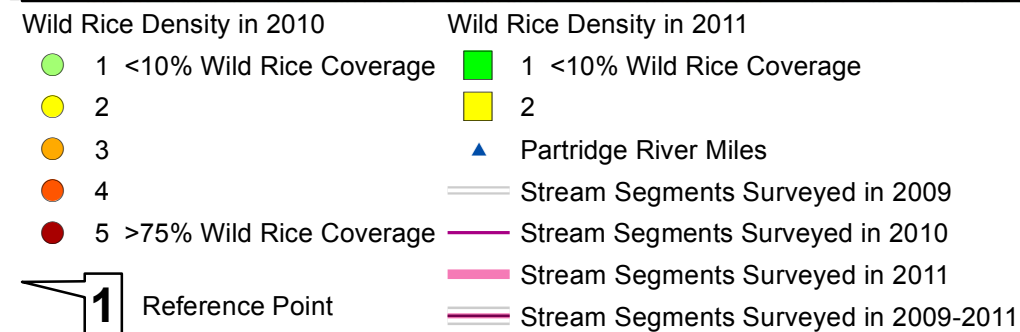 Wild Rice Density in 2010
1 <10% Wild Rice Coverage
2
3
4
5 >75% Wild Rice Coverage
1 Reference Point
Wild Rice Density in 2011
1 <10% Wild Rice Coverage
2
Partridge River Miles
Stream Segments Surveyed in 2009
Stream Segments Surveyed in 2010
Stream Segments Surveyed in 2011
Stream Segments Surveyed in 2009-2011